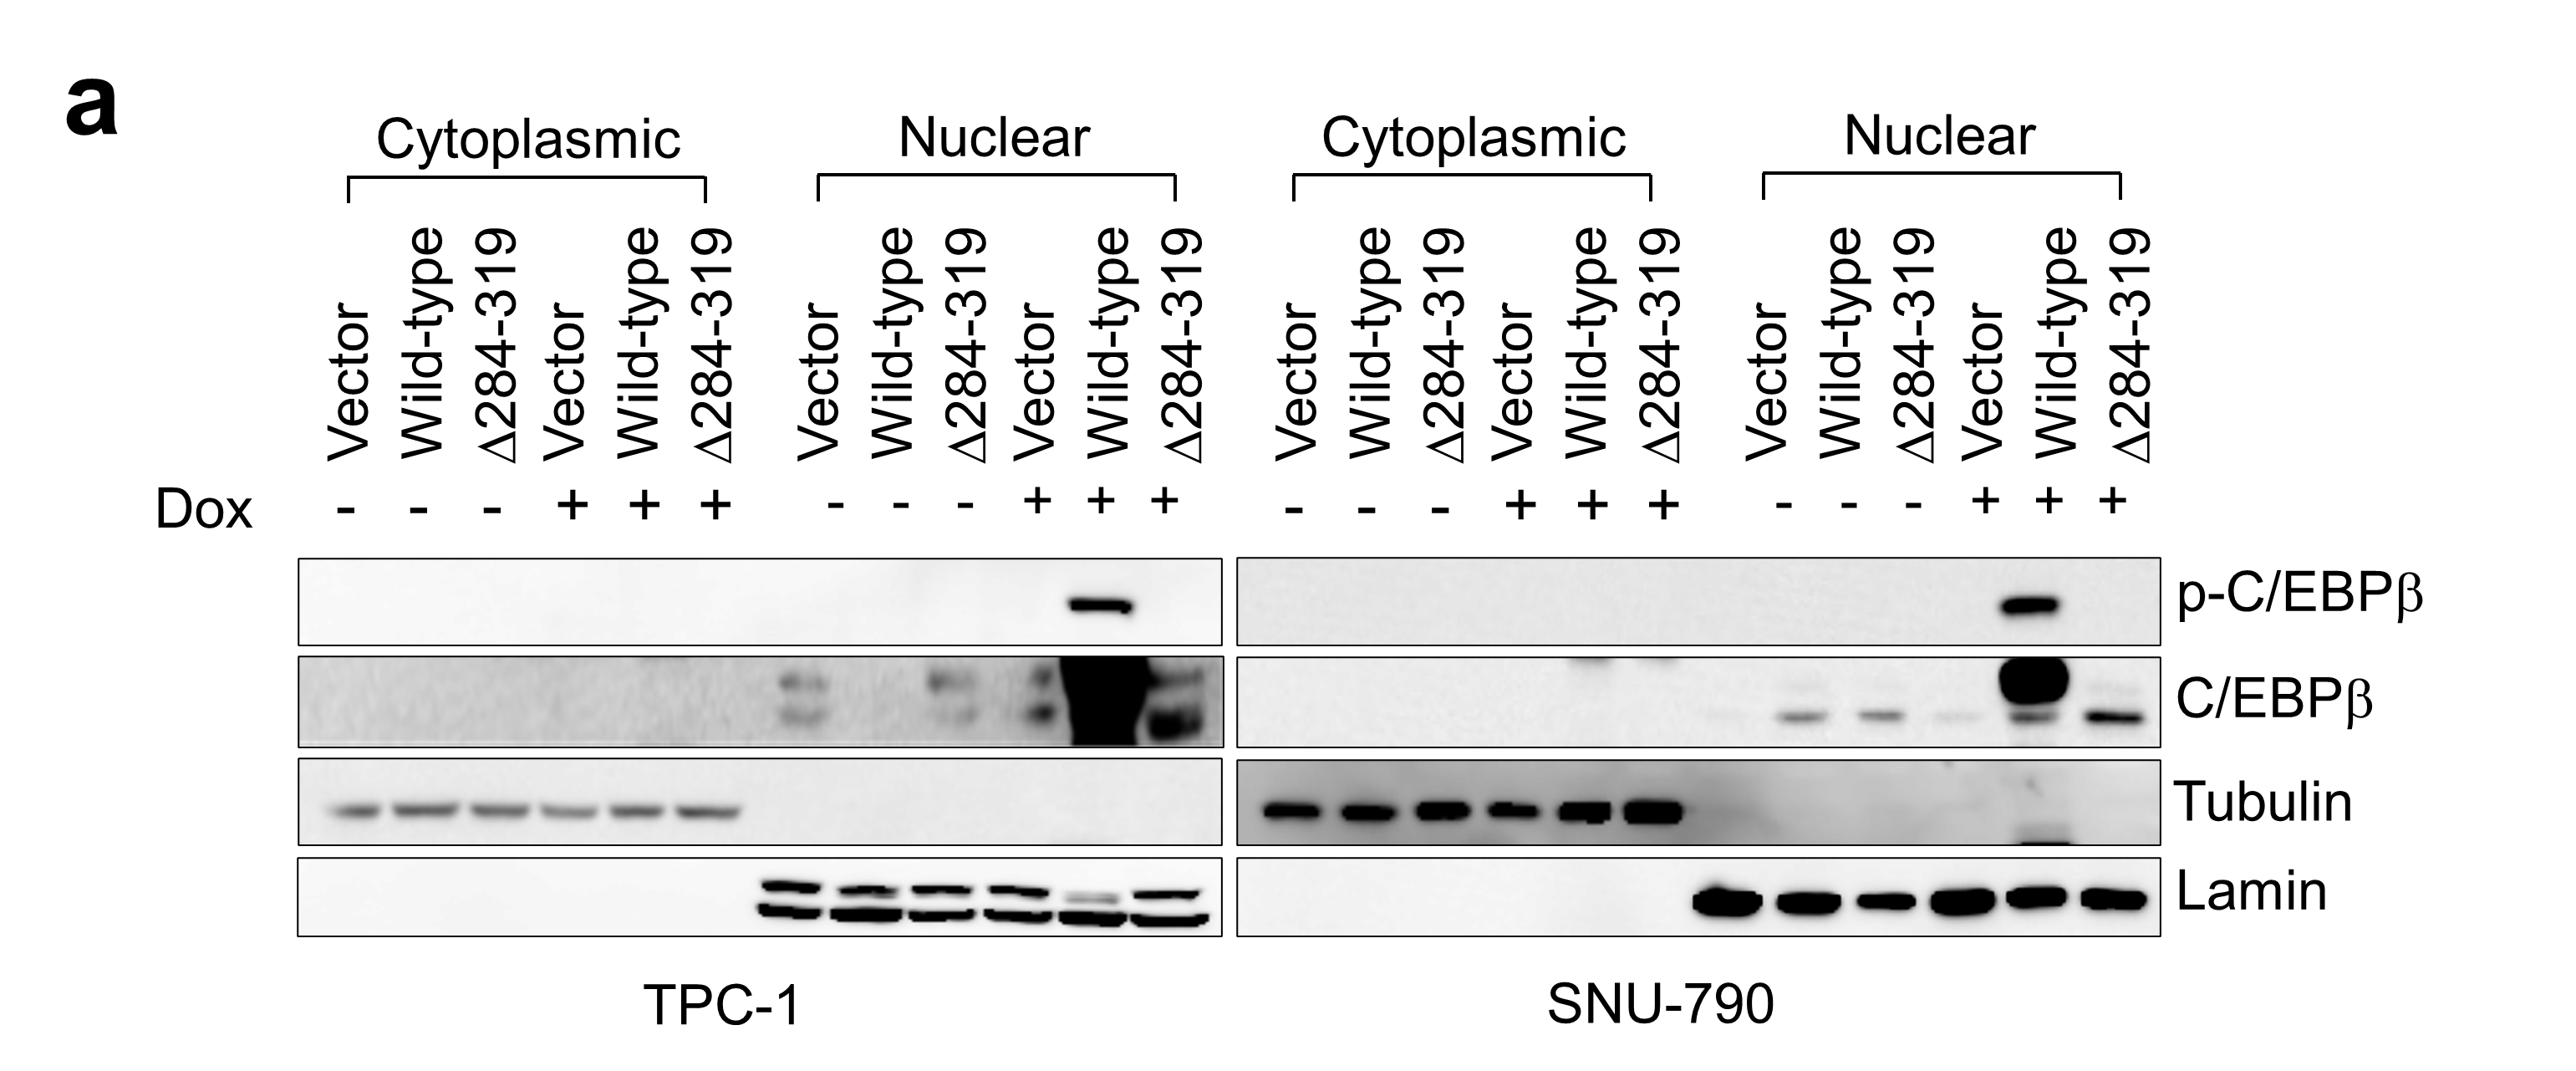 a
Cytoplasmic Nuclear Cytoplasmic Nuclear
Vector Wild-type Δ284-319 Vector Wild-type Δ284-319 Vector Wild-type Δ284-319 Vector Wild-type Δ284-319 Vector Wild-type Δ284-319 Vector Wild-type Δ284-319 Vector Wild-type Δ284-319 Vector Wild-type Δ284-319
Dox - - - + + + - - - + + + - - - + + + - - - + + +
p-C/EBPβ
C/EBPβ
Tubulin
Lamin
TPC-1 SNU-790